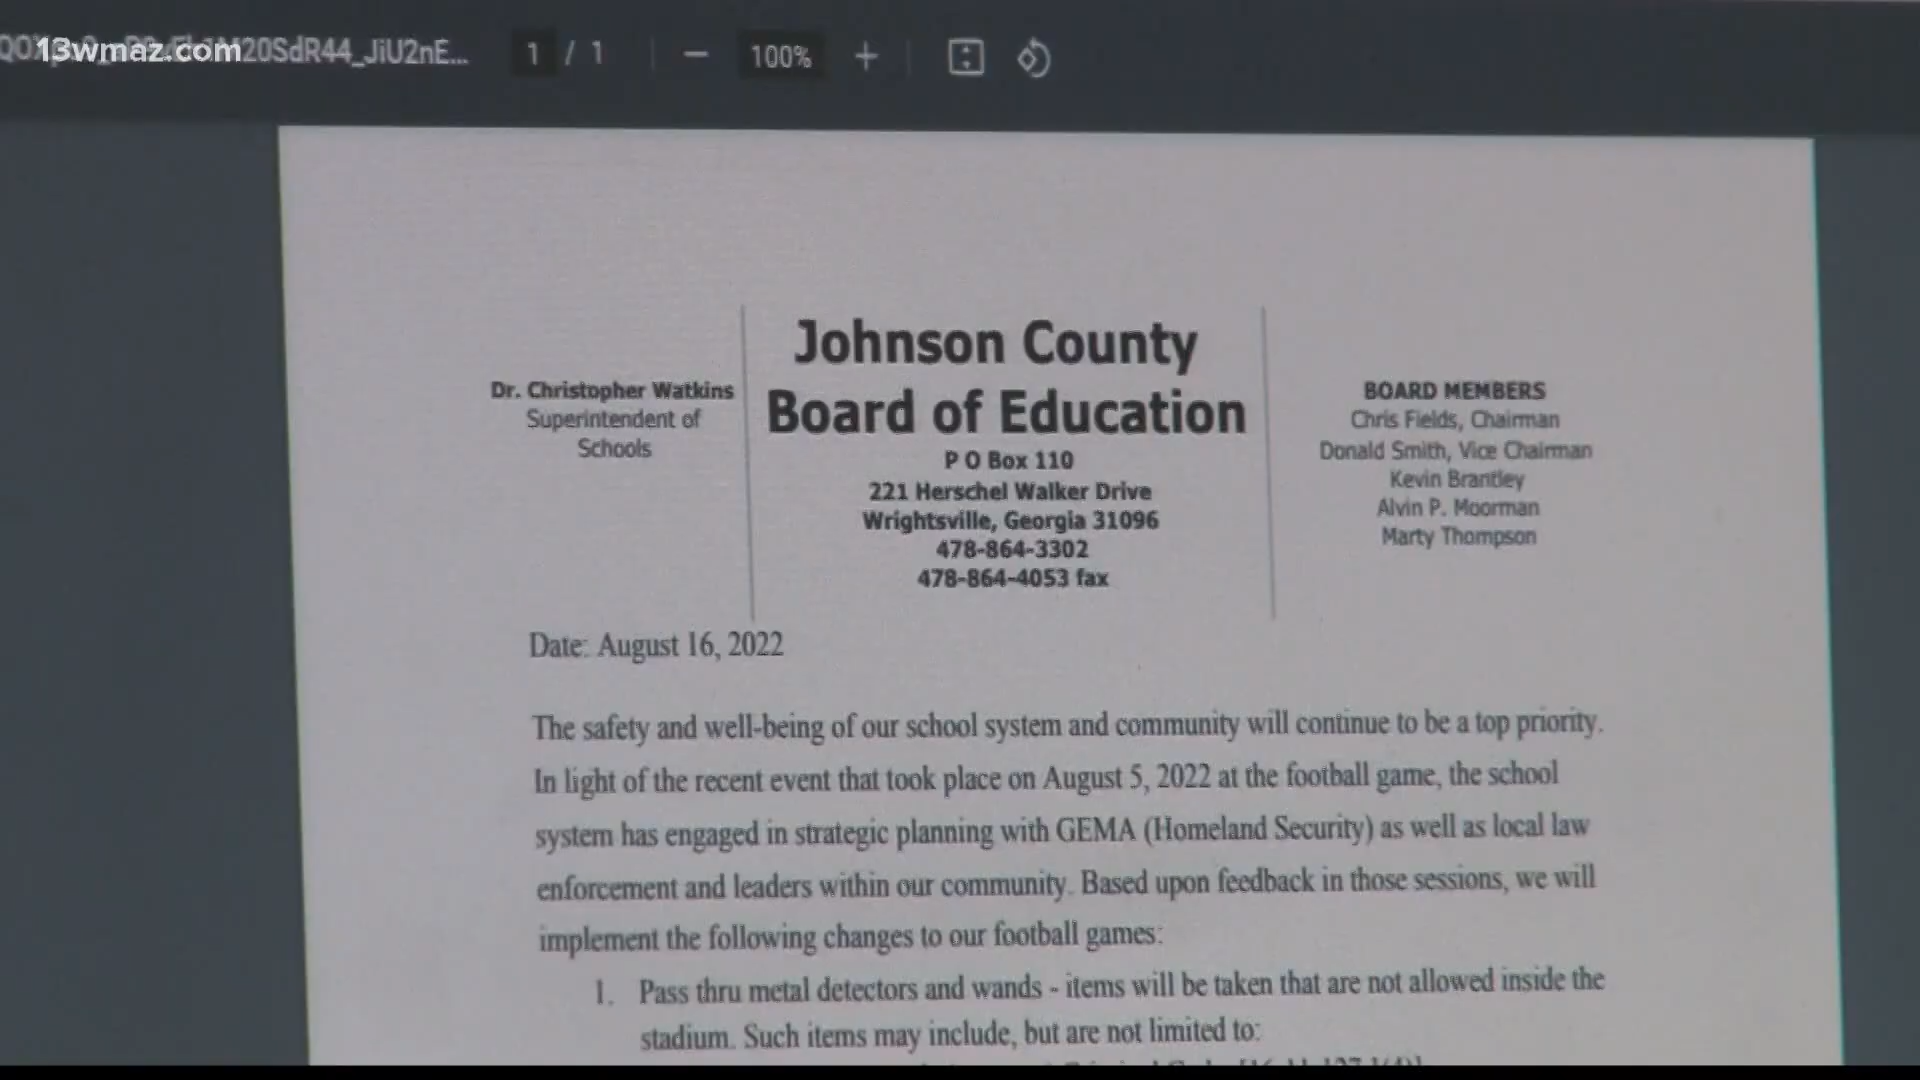 13wmaz.com
20SdR44_JiU2nE...
1 / 1
100%
Johnson County
Board of Education
P O Box 110
221 Herschel Walker Drive
Wrightsville, Georgia 31096
478-864-3302
478-864-4053 fax
Dr. Christopher Watkins
Superintendent of
Schools
BOARD MEMBERS
Chris Fields, Chairman
Donald Smith, Vice Chairman
Kevin Brantley
Alvin P. Moorman
Marty Thompson
Date: August 16, 2022
The safety and well-being of our school system and community will continue to be a top priority.
In light of the recent event that took place on August 5, 2022 at the football game, the school
system has engaged in strategic planning with GEMA (Homeland Security) as well as local law
enforcement and leaders within our community. Based upon feedback in those sessions, we will
implement the following changes to our football games:
1. Pass thru metal detectors and wands - items will be taken that are not allowed inside the
stadium. Such items may include, but are not limited to: